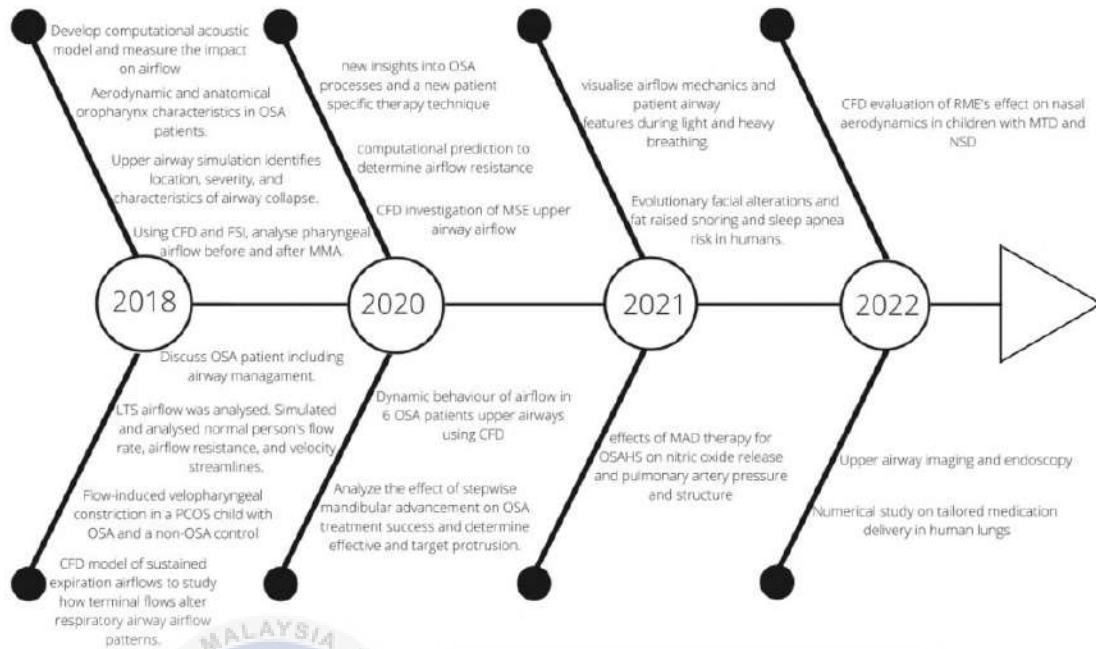 Develop computational acoustic
model and measure the impact
on airflow
Aerodynamic and anatomical
oropharynx characteristics in OSA
patients.
Upper airway simulation identifies
location, severity, and
characteristics of airway collapse.
Using CFD and FSI, analyse pharyngeal
airflow before and after MMA.
new insights into OSA
processes and a new patient
specific therapy technique
computational prediction to
determine airflow resistance
CFD investigation of MSE upper
airway airflow
visualise airflow mechanics and
patient airway
features during light and heavy
breathing.
Evolutionary facial alterations and
fat raised snoring and sleep apnea
risk in humans.
CFD evaluation of RME's effect on nasal
aerodynamics in children with MTD and
NSD
2018
2020
2021
2022
Discuss OSA patient including
airway managament.
LTS airflow was analysed. Simulated
and analysed normal person's flow
rate, airflow resistance, and velocity
streamlines.
Flow-induced velopharyngeal
constriction in a PCOS child with
OSA and a non-OSA control
CFD model of sustained
expiration airflows to study
how terminal flows alter
respiratory airway airflow
patterns.
Dynamic behaviour of airflow in
6 OSA patients upper airways
using CFD
Analyze the effect of stepwise
mandibular advancement on OSA
treatment success and determine
effective and target protrusion.
effects of MAD therapy for
OSAHS on nitric oxide release
and pulmonary artery pressure
and structure
Upper airway imaging and endoscopy
Numerical study on tailored medication
delivery in human lungs
MALAYSIA